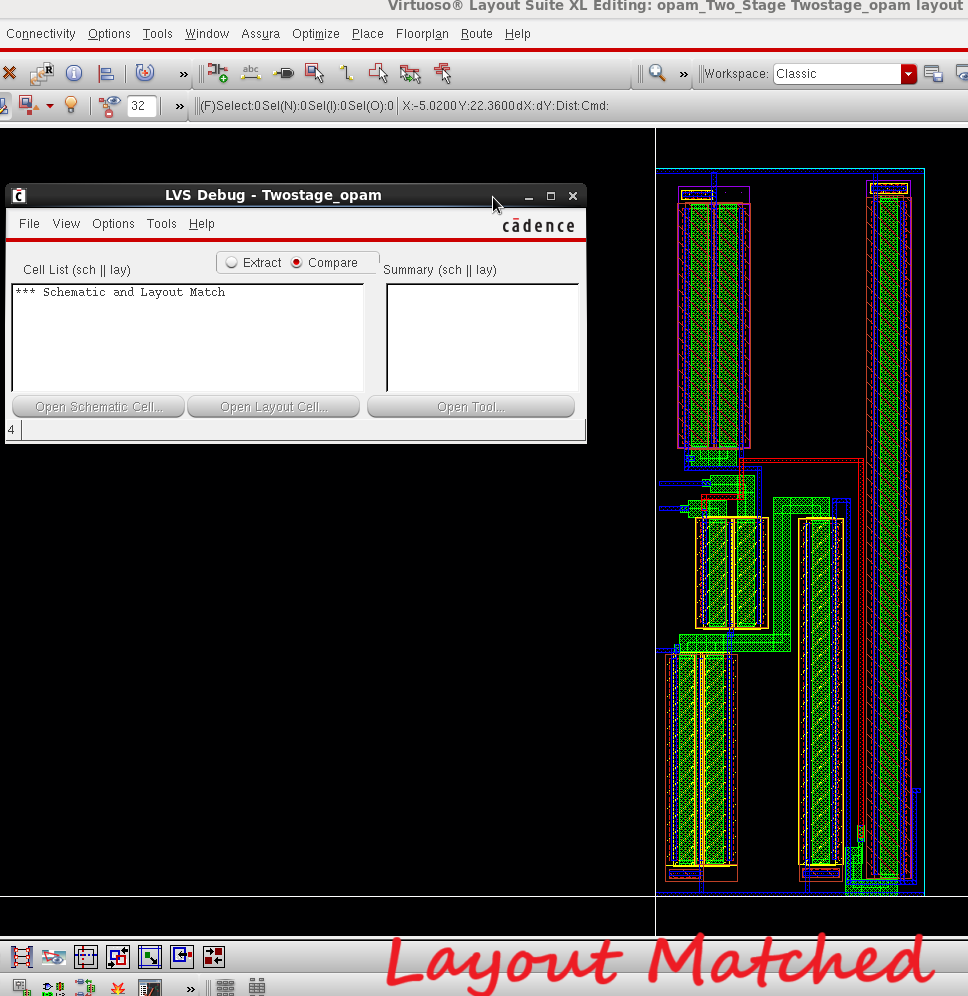 Virtuoso® Layout Suite XL Editing: opam_Two_Stage Twostage_opam layout
Connectivity Options Tools Window Assura Optimize Place Floorplan Route Help
R abc Workspace: Classic
32 (F)Select:0 Sel(N):0 Sel(I):0 Sel(O):0 X:-5.0200 Y:22.3600 dX: dY: Dist: Cmd:
LVS Debug - Twostage_opam
File View Options Tools Help cādence
Cell List (sch || lay) Extract Compare Summary (sch || lay)
*** Schematic and Layout Match
Open Schematic Cell... Open Layout Cell... Open Tool...
4
Layout Matched